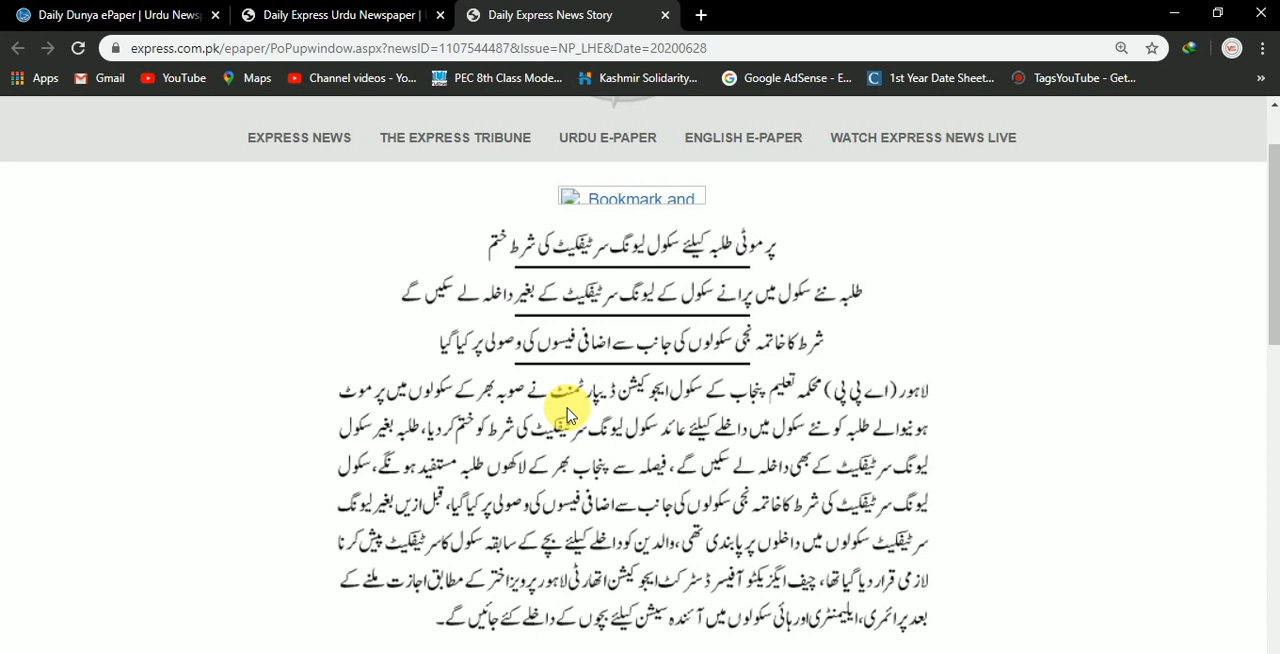 Daily Dunya ePaper | Urdu News
Daily Express Urdu Newspaper |
Daily Express News Story
express.com.pk/epaper/PoPupwindow.aspx?newsID=1107544487&Issue=NP_LHE&Date=20200628
Apps Gmail YouTube Maps Channel videos - Yo... PEC 8th Class Mode... Kashmir Solidarity... Google AdSense - E... 1st Year Date Sheet... TagsYouTube - Get... »
EXPRESS NEWS THE EXPRESS TRIBUNE URDU E-PAPER ENGLISH E-PAPER WATCH EXPRESS NEWS LIVE
Bookmark and
پر موٹی طلبہ کیلئے سکول لیونگ سرٹیفکیٹ کی شرط ختم
طلبہ نئے سکول میں پرانے سکول کے لیونگ سرٹیفکیٹ کے بغیر داخلہ لے سکیں گے
شرط کا خاتمہ نجی سکولوں کی جانب سے اضافی فیسوں کی وصولی پر کیا گیا
لاہور (اے پی پی) محکمہ تعلیم پنجاب کے سکول ایجوکیشن ڈیپارٹمنٹ نے صوبہ بھر کے سکولوں میں پر موٹ
ہونیوالے طلبہ کو نئے سکول میں داخلے کیلئے عائد سکول لیونگ سرٹیفکیٹ کی شرط کو ختم کر دیا، طلبہ بغیر سکول
لیونگ سرٹیفکیٹ کے بھی داخلہ لے سکیں گے، فیصلہ سے پنجاب بھر کے لاکھوں طلبہ مستفید ہونگے، سکول
لیونگ سرٹیفکیٹ کی شرط کا خاتمہ نجی سکولوں کی جانب سے اضافی فیسوں کی وصولی پر کیا گیا، قبل ازیں بغیر لیونگ
سرٹیفکیٹ سکولوں میں داخلوں پر پابندی تھی، والدین کو داخلے کیلئے بچے کے سابقہ سکول کا سرٹیفکیٹ پیش کرنا
لازمی قرار دیا گیا تھا، چیف ایگزیکٹو آفیسر ڈسٹرکٹ ایجوکیشن اتھارٹی لاہور پرویز اختر کے مطابق اجازت ملنے کے
بعد پرائمری، ایلیمنٹری اور ہائی سکولوں میں آئندہ سیشن کیلئے بچوں کے داخلے کئے جائیں گے۔